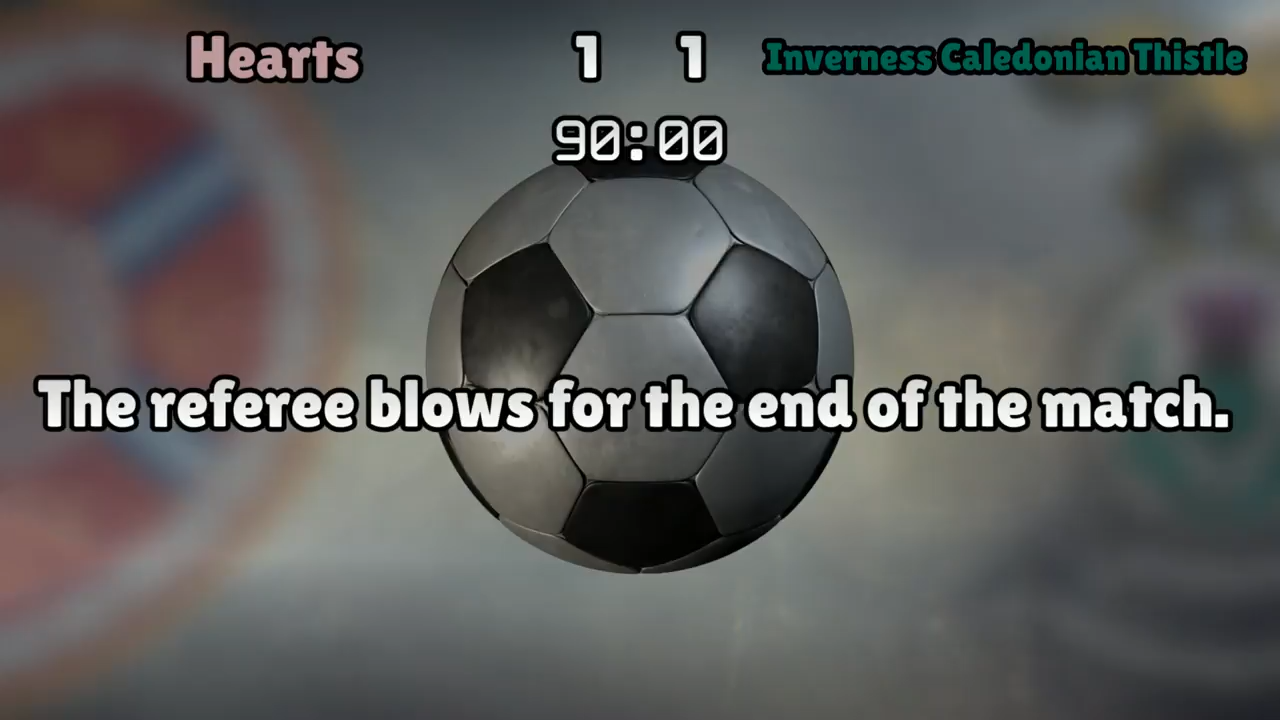 Hearts 1 1 Inverness Caledonian Thistle
90:00
The referee blows for the end of the match.